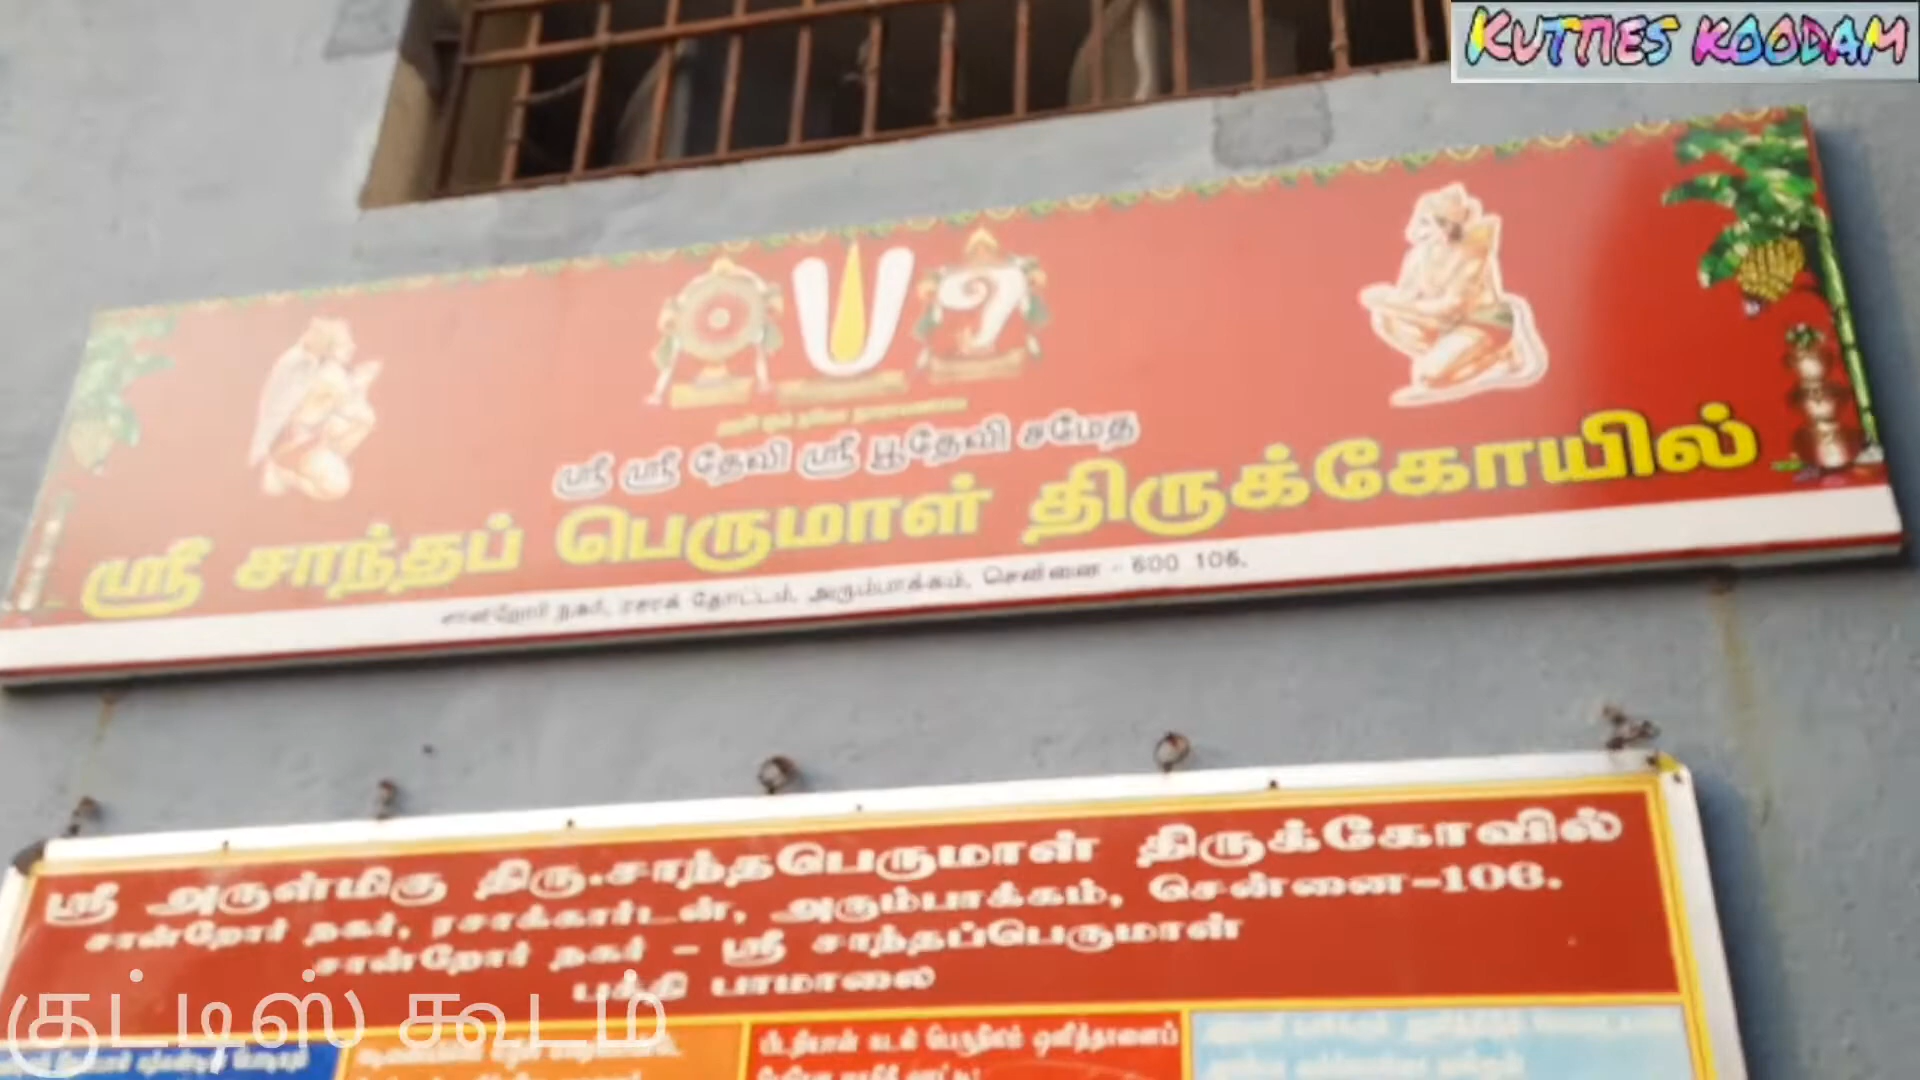 KUTTIES KOODAM
ஸ்ரீ ஸ்ரீ தேவி ஸ்ரீ பூதேவி சமேத
ஸ்ரீ சாந்தப் பெருமாள் திருக்கோயில்
சான்றோர் நகர், ரசாக் தோட்டம், அரும்பாக்கம், சென்னை - 600 106.
ஸ்ரீ அருள்மிகு திரு.சாந்தபெருமாள் திருக்கோவில்
சான்றோர் நகர், ரசாக்கார்டன், அரும்பாக்கம், சென்னை-106.
சான்றோர் நகர் - ஸ்ரீ சாந்தப்பெருமாள்
பக்தி பாமாலை
குட்டிஸ் கூடம்